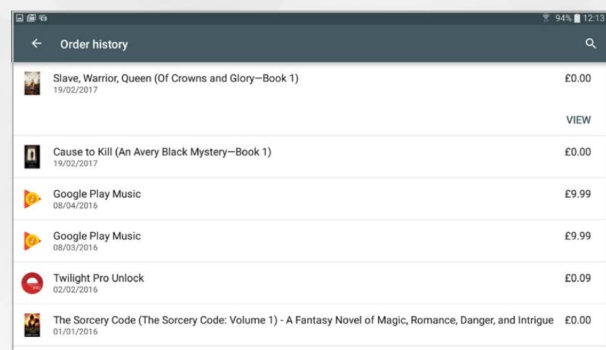 94% 12:13
Order history
Slave, Warrior, Queen (Of Crowns and Glory—Book 1) £0.00
19/02/2017
VIEW
Cause to Kill (An Avery Black Mystery—Book 1) £0.00
19/02/2017
Google Play Music £9.99
08/04/2016
Google Play Music £9.99
08/03/2016
Twilight Pro Unlock £0.09
02/02/2016
The Sorcery Code (The Sorcery Code: Volume 1) - A Fantasy Novel of Magic, Romance, Danger, and Intrigue £0.00
01/01/2016